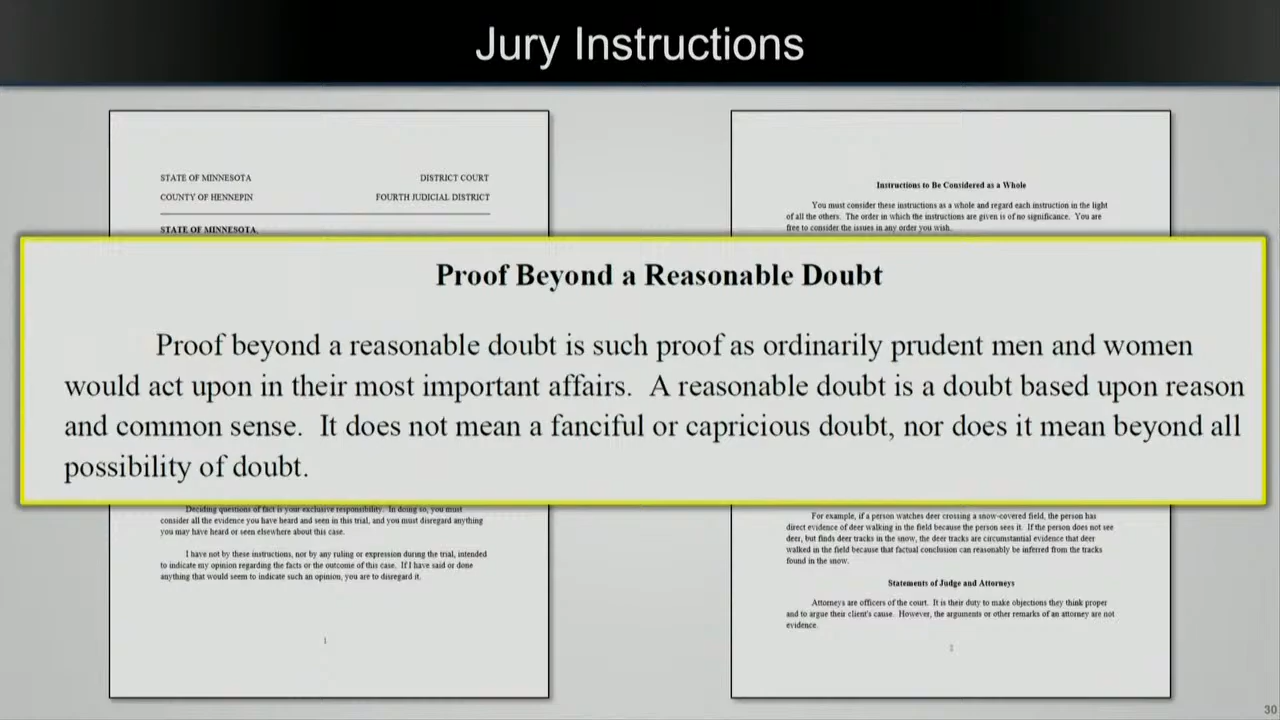 Jury Instructions
STATE OF MINNESOTA
DISTRICT COURT
COUNTY OF HENNEPIN
FOURTH JUDICIAL DISTRICT
STATE OF MINNESOTA,
Instructions to Be Considered as a Whole
You must consider these instructions as a whole and regard each instruction in the light
of all the others. The order in which the instructions are given is of no significance. You are
free to consider the issues in any order you wish.
Proof Beyond a Reasonable Doubt
Proof beyond a reasonable doubt is such proof as ordinarily prudent men and women
would act upon in their most important affairs. A reasonable doubt is a doubt based upon reason
and common sense. It does not mean a fanciful or capricious doubt, nor does it mean beyond all
possibility of doubt.
Deciding questions of fact is your exclusive responsibility. In doing so, you must
consider all the evidence you have heard and seen in this trial, and you must disregard anything
you may have heard or seen elsewhere about this case.
I have not by these instructions, nor by any ruling or expression during the trial, intended
to indicate my opinion regarding the facts or the outcome of this case. If I have said or done
anything that would seem to indicate such an opinion, you are to disregard it.
1
For example, if a person watches deer crossing a snow-covered field, the person has
direct evidence of deer walking in the field because the person sees it. If the person does not see
deer, but finds deer tracks in the snow, the deer tracks are circumstantial evidence that deer
walked in the field because that factual conclusion can reasonably be inferred from the tracks
found in the snow.
Statements of Judge and Attorneys
Attorneys are officers of the court. It is their duty to make objections they think proper
and to argue their client's cause. However, the arguments or other remarks of an attorney are not
evidence.
2
30